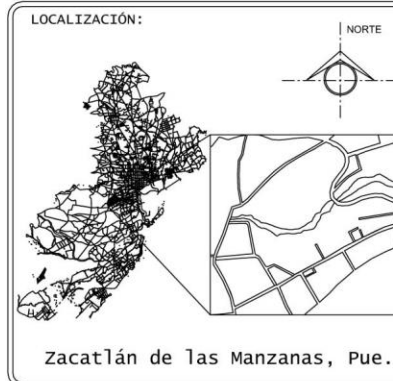 LOCALIZACIÓN:
NORTE
Zacatlán de las Manzanas, Pue.